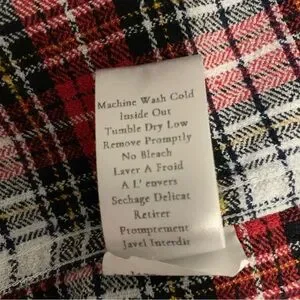 Machine Wash Cold
Inside Out
Tumble Dry Low
Remove Promptly
No Bleach
Laver A Froid
A L' envers
Sechage Delicat
Retirer
Promptement
Javel Interdit